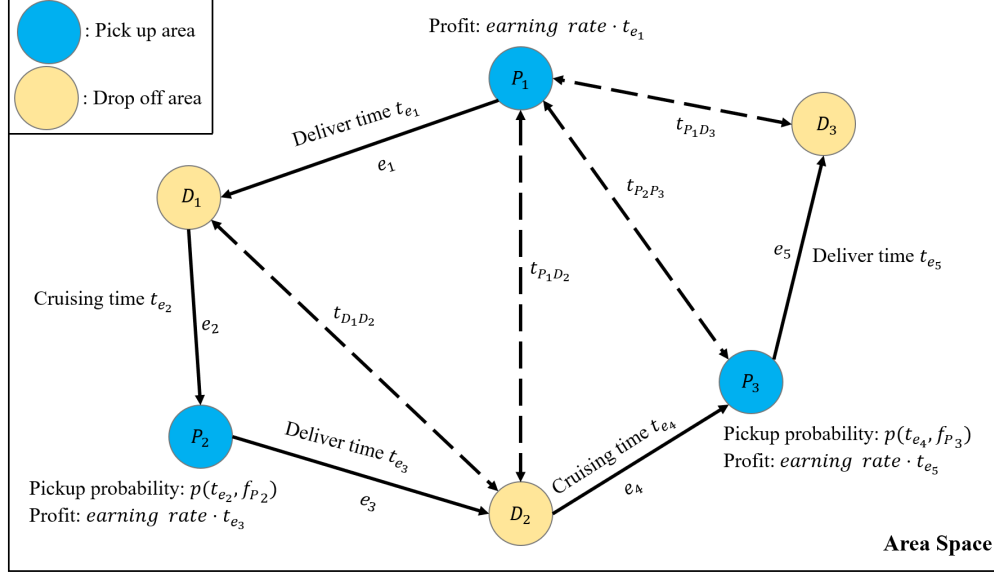 : Pick up area
: Drop off area
Profit: earning rate · t_{e_1}
P_1
Deliver time t_{e_1}
e_1
t_{P_1D_3}
D_3
D_1
t_{P_2P_3}
e_5
Deliver time t_{e_5}
t_{P_1D_2}
Cruising time t_{e_2}
e_2
t_{D_1D_2}
P_3
P_2
Deliver time t_{e_3}
Cruising time t_{e_4}
Pickup probability: p(t_{e_4}, f_{P_3})
Profit: earning rate · t_{e_5}
Pickup probability: p(t_{e_2}, f_{P_2})
Profit: earning rate · t_{e_3}
e_3
e_4
D_2
Area Space